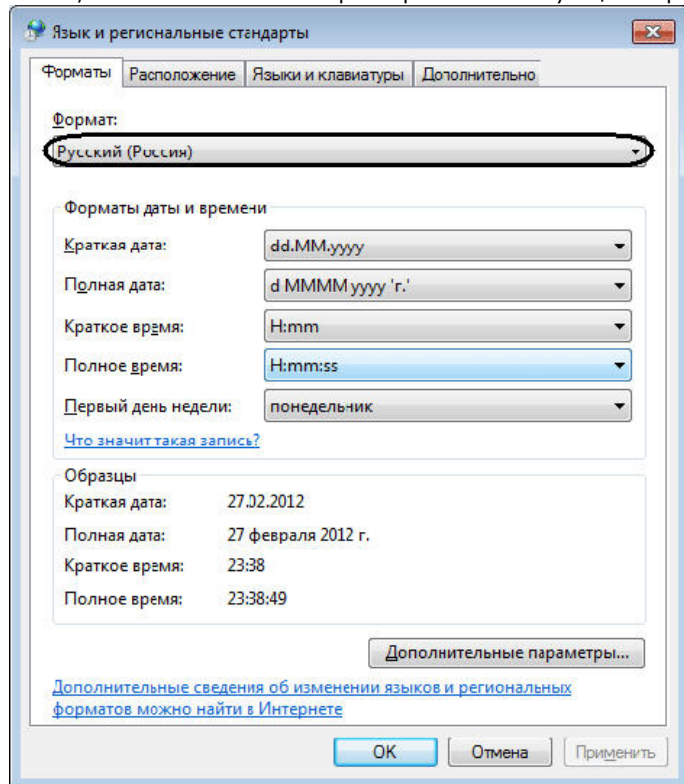 Язык и региональные стандарты
Форматы Расположение Языки и клавиатуры Дополнительно
Формат:
Русский (Россия)
Форматы даты и времени
Краткая дата: dd.MM.yyyy
Полная дата: d MMMM yyyy 'г.'
Краткое время: H:mm
Полное время: H:mm:ss
Первый день недели: понедельник
Что значит такая запись?
Образцы
Краткая дата: 27.02.2012
Полная дата: 27 февраля 2012 г.
Краткое время: 23:38
Полное время: 23:38:49
Дополнительные параметры...
Дополнительные сведения об изменении языков и региональных
форматов можно найти в Интернете
OK Отмена Применить